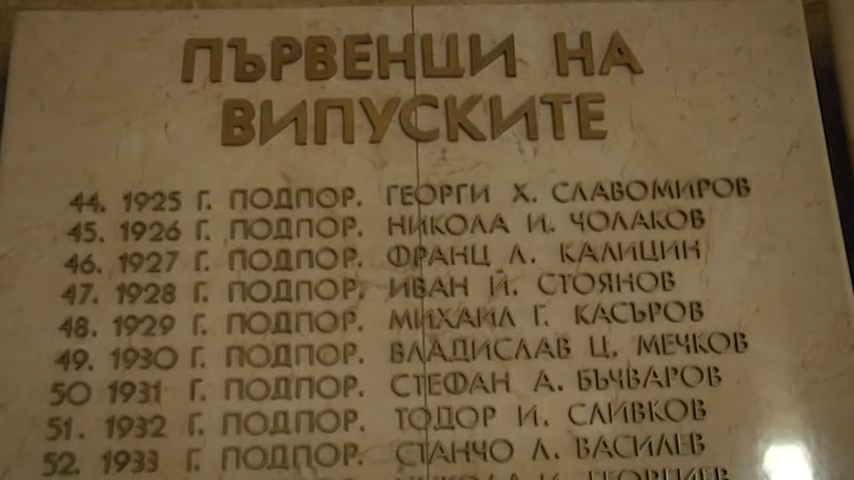 ПЪРВЕНЦИ НА
ВИПУСКИТЕ
44. 1925 Г. ПОДПОР. ГЕОРГИ Х. СЛАВОМИРОВ
45. 1926 Г. ПОДПОР. НИКОЛА И. ЧОЛАКОВ
46. 1927 Г. ПОДПОР. ФРАНЦ Л. КАЛИЦИН
47. 1928 Г. ПОДПОР. ИВАН Й. СТОЯНОВ
48. 1929 Г. ПОДПОР. МИХАИЛ Г. КАСЪРОВ
49. 1930 Г. ПОДПОР. ВЛАДИСЛАВ Ц. МЕЧКОВ
50 1931 Г. ПОДПОР. СТЕФАН А. БЪЧВАРОВ
51. 1932 Г. ПОДПОР. ТОДОР И. СЛИВКОВ
52. 1933 Г. ПОДПОР. СТАНЧО Л. ВАСИЛЕВ
НИКОЛА И. ГЕОРГИЕВ